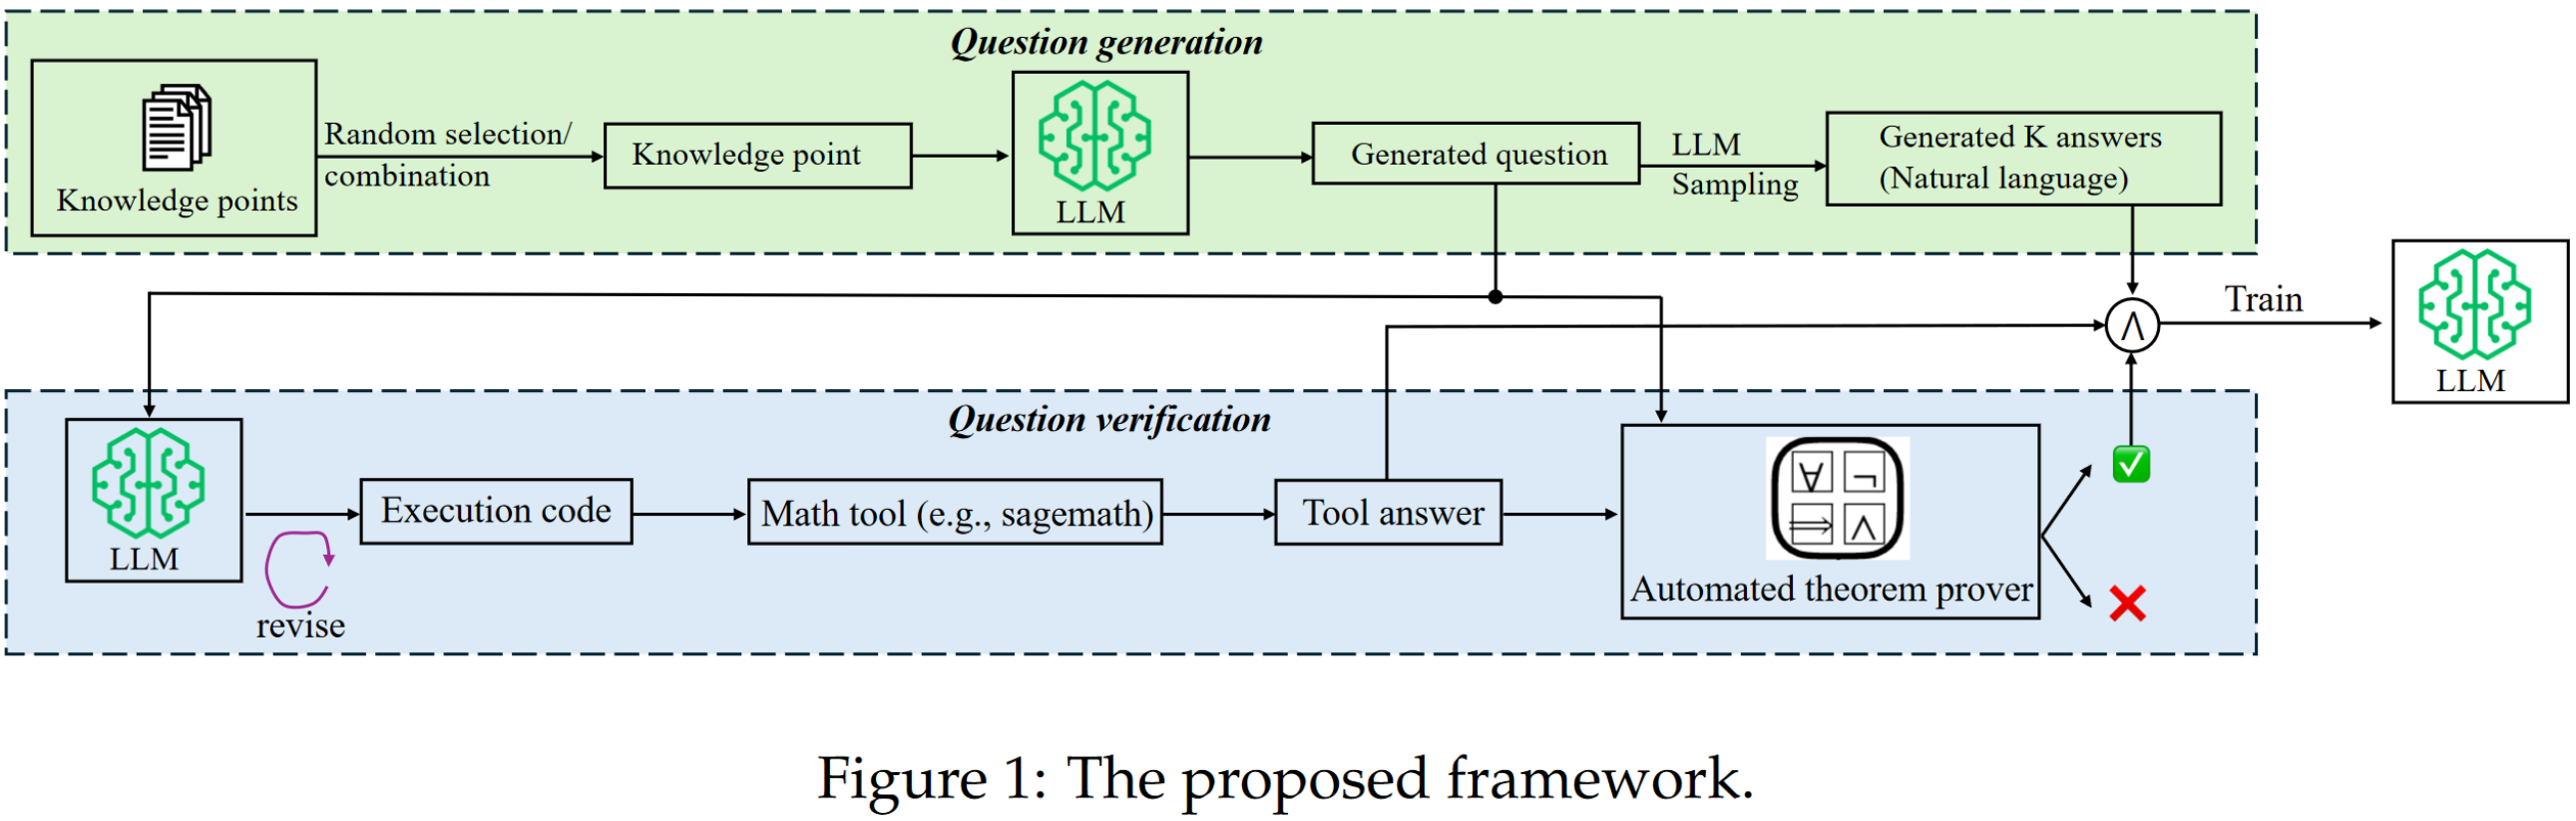 Question generation
Knowledge points
Random selection/
combination
Knowledge point
LLM
Generated question
LLM
Sampling
Generated K answers
(Natural language)
∧
Train
LLM
Question verification
LLM
revise
Execution code
Math tool (e.g., sagemath)
Tool answer
∀ ¬
⟹ ∧
Automated theorem prover
Figure 1: The proposed framework.